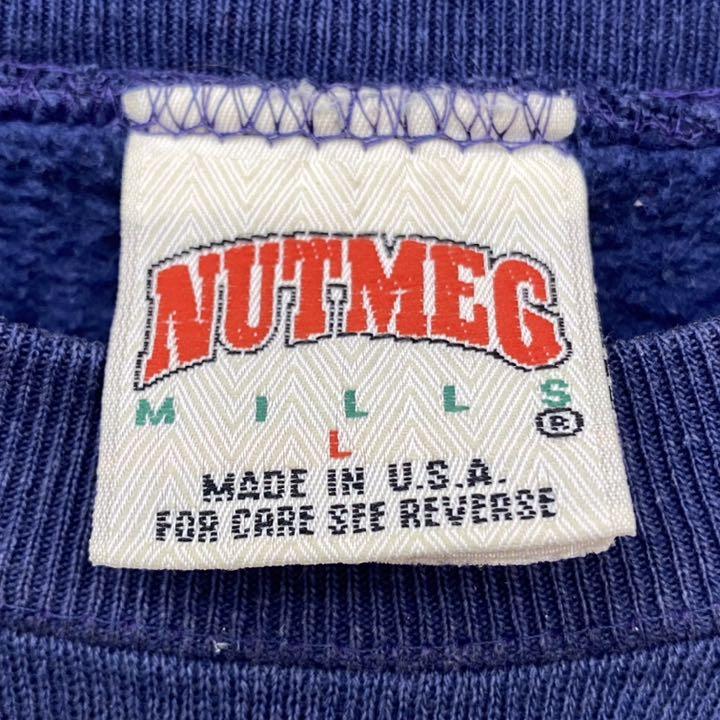 NUTMEG
MILLS ®
L
MADE IN U.S.A.
FOR CARE SEE REVERSE